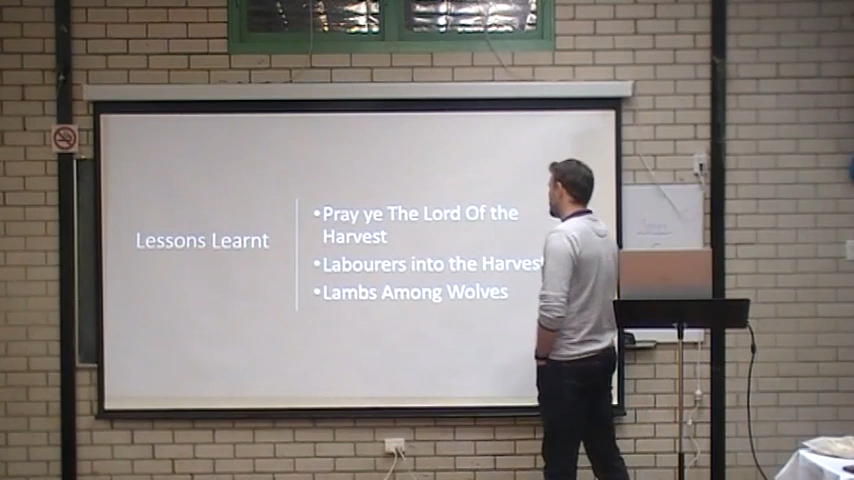 Lessons Learnt
•Pray ye The Lord Of the
Harvest
•Labourers into the Harvest
•Lambs Among Wolves